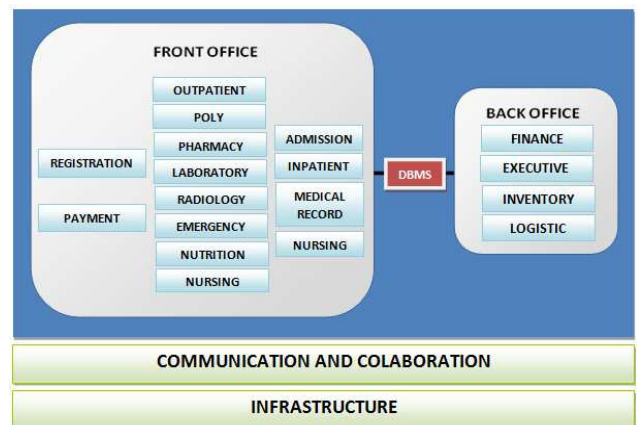 FRONT OFFICE
REGISTRATION
PAYMENT
OUTPATIENT
POLY
PHARMACY
LABORATORY
RADIOLOGY
EMERGENCY
NUTRITION
NURSING
ADMISSION
INPATIENT
MEDICAL
RECORD
NURSING
DBMS
BACK OFFICE
FINANCE
EXECUTIVE
INVENTORY
LOGISTIC
COMMUNICATION AND COLABORATION
INFRASTRUCTURE